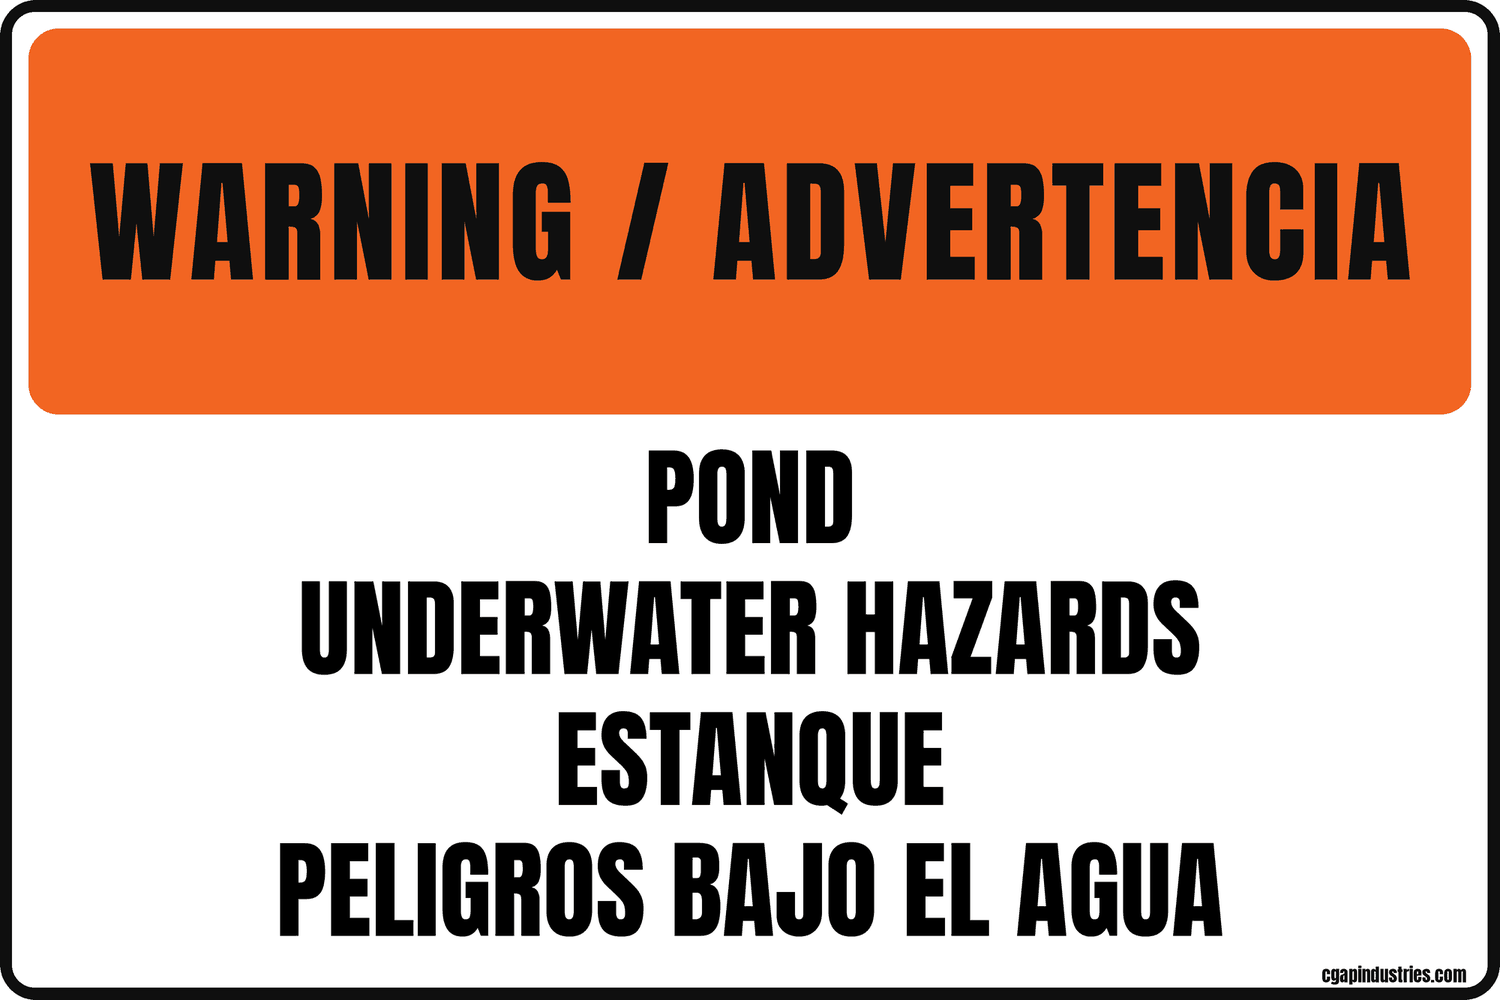 WARNING / ADVERTENCIA
POND
UNDERWATER HAZARDS
ESTANQUE
PELIGROS BAJO EL AGUA
cgapindustries.com